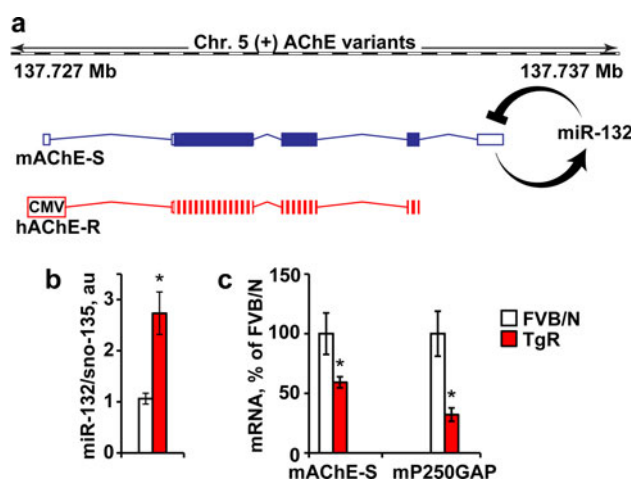 a
Chr. 5 (+) AChE variants
137.727 Mb 137.737 Mb
miR-132
mAChE-S
CMV
hAChE-R
b
miR-132/sno-135, au
3
2
1
0
*
c
mRNA, % of FVB/N
150
100
50
0
* *
mAChE-S mP250GAP
FVB/N
TgR